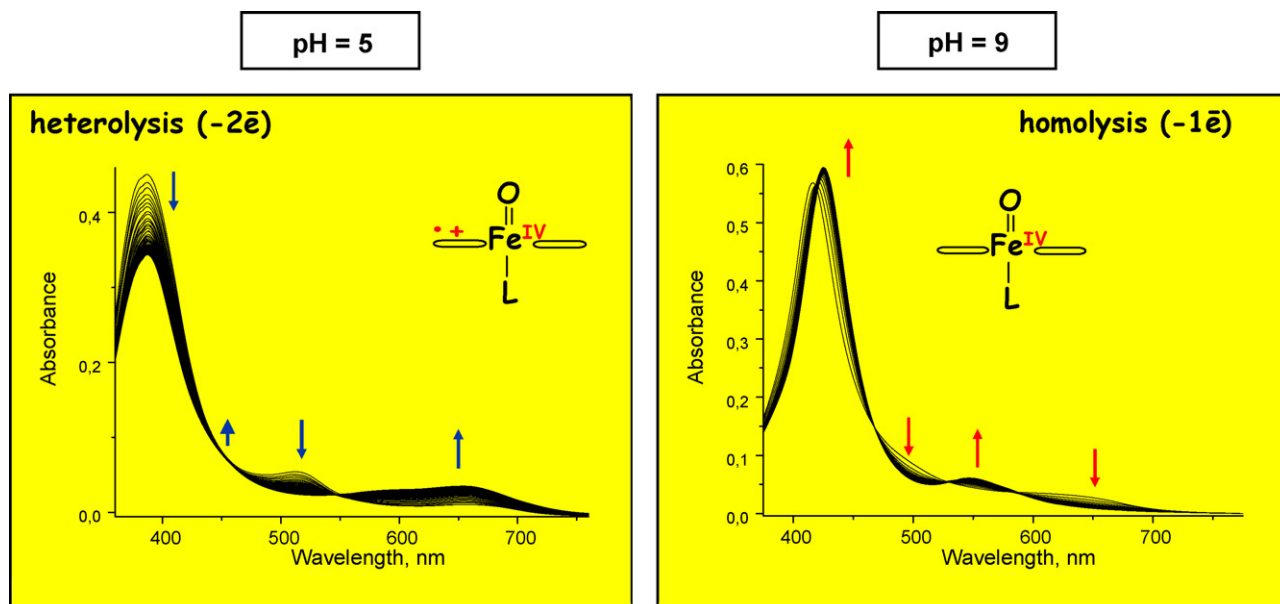 pH = 5
pH = 9
heterolysis (-2ē)
0,4
0,2
0,0
400
500
600
700
Absorbance
Wavelength, nm
O
• +
Fe IV
L
homolysis (-1ē)
0,6
0,5
0,4
0,3
0,2
0,1
0,0
400
500
600
700
Absorbance
Wavelength, nm
O
Fe IV
L